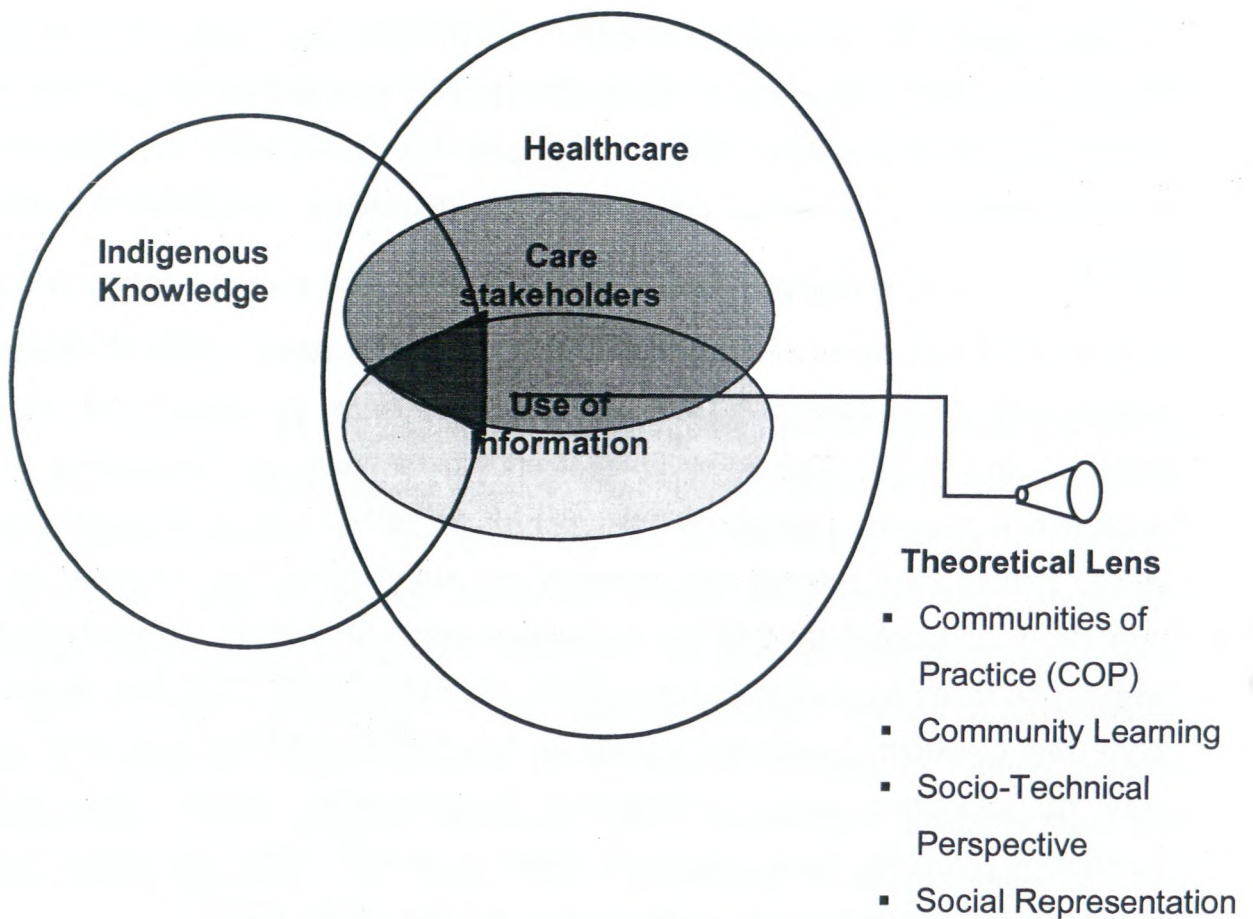 Healthcare
Indigenous
Knowledge
Care
stakeholders
Use of
Information
Theoretical Lens
▪ Communities of
Practice (COP)
▪ Community Learning
▪ Socio-Technical
Perspective
▪ Social Representation